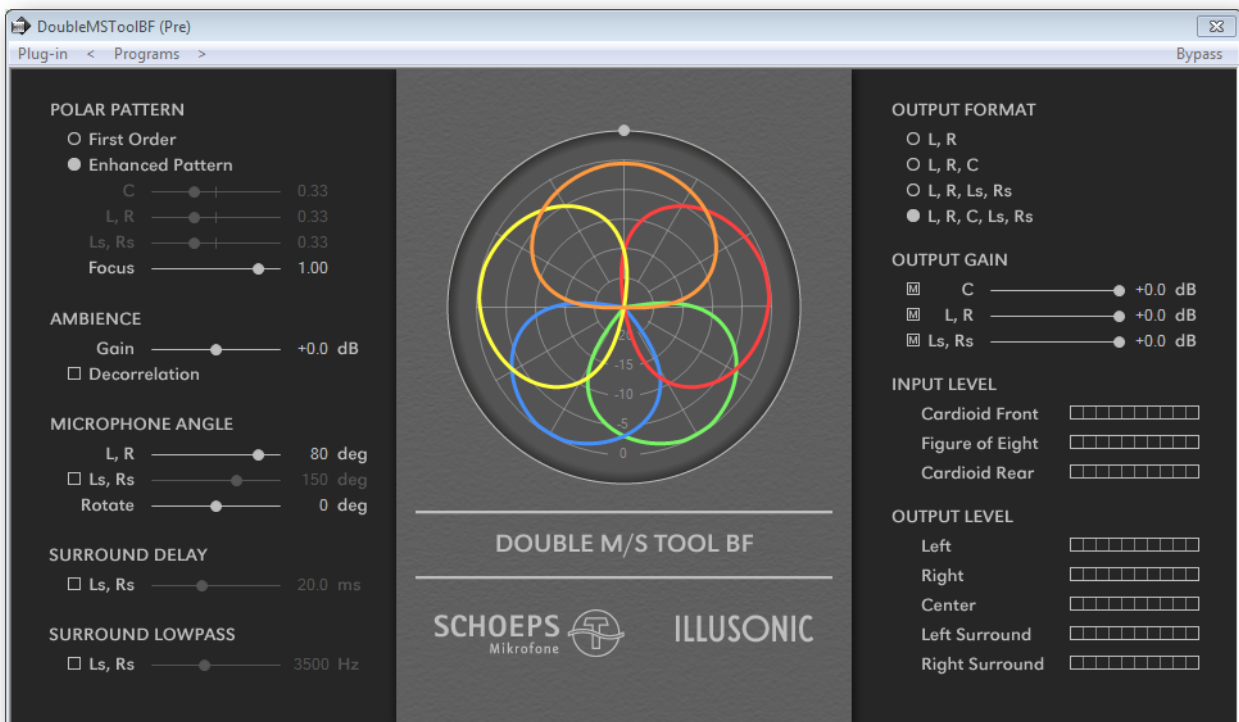 DoubleMSToolBF (Pre)
Plug-in < Programs > Bypass
POLAR PATTERN
First Order
Enhanced Pattern
C 0.33
L, R 0.33
Ls, Rs 0.33
Focus 1.00
AMBIENCE
Gain +0.0 dB
Decorrelation
MICROPHONE ANGLE
L, R 80 deg
Ls, Rs 150 deg
Rotate 0 deg
SURROUND DELAY
Ls, Rs 20.0 ms
SURROUND LOWPASS
Ls, Rs 3500 Hz
-20
-15
-10
-5
0
DOUBLE M/S TOOL BF
SCHOEPS
Mikrofone
ILLUSONIC
OUTPUT FORMAT
L, R
L, R, C
L, R, Ls, Rs
L, R, C, Ls, Rs
OUTPUT GAIN
M C +0.0 dB
M L, R +0.0 dB
M Ls, Rs +0.0 dB
INPUT LEVEL
Cardioid Front
Figure of Eight
Cardioid Rear
OUTPUT LEVEL
Left
Right
Center
Left Surround
Right Surround